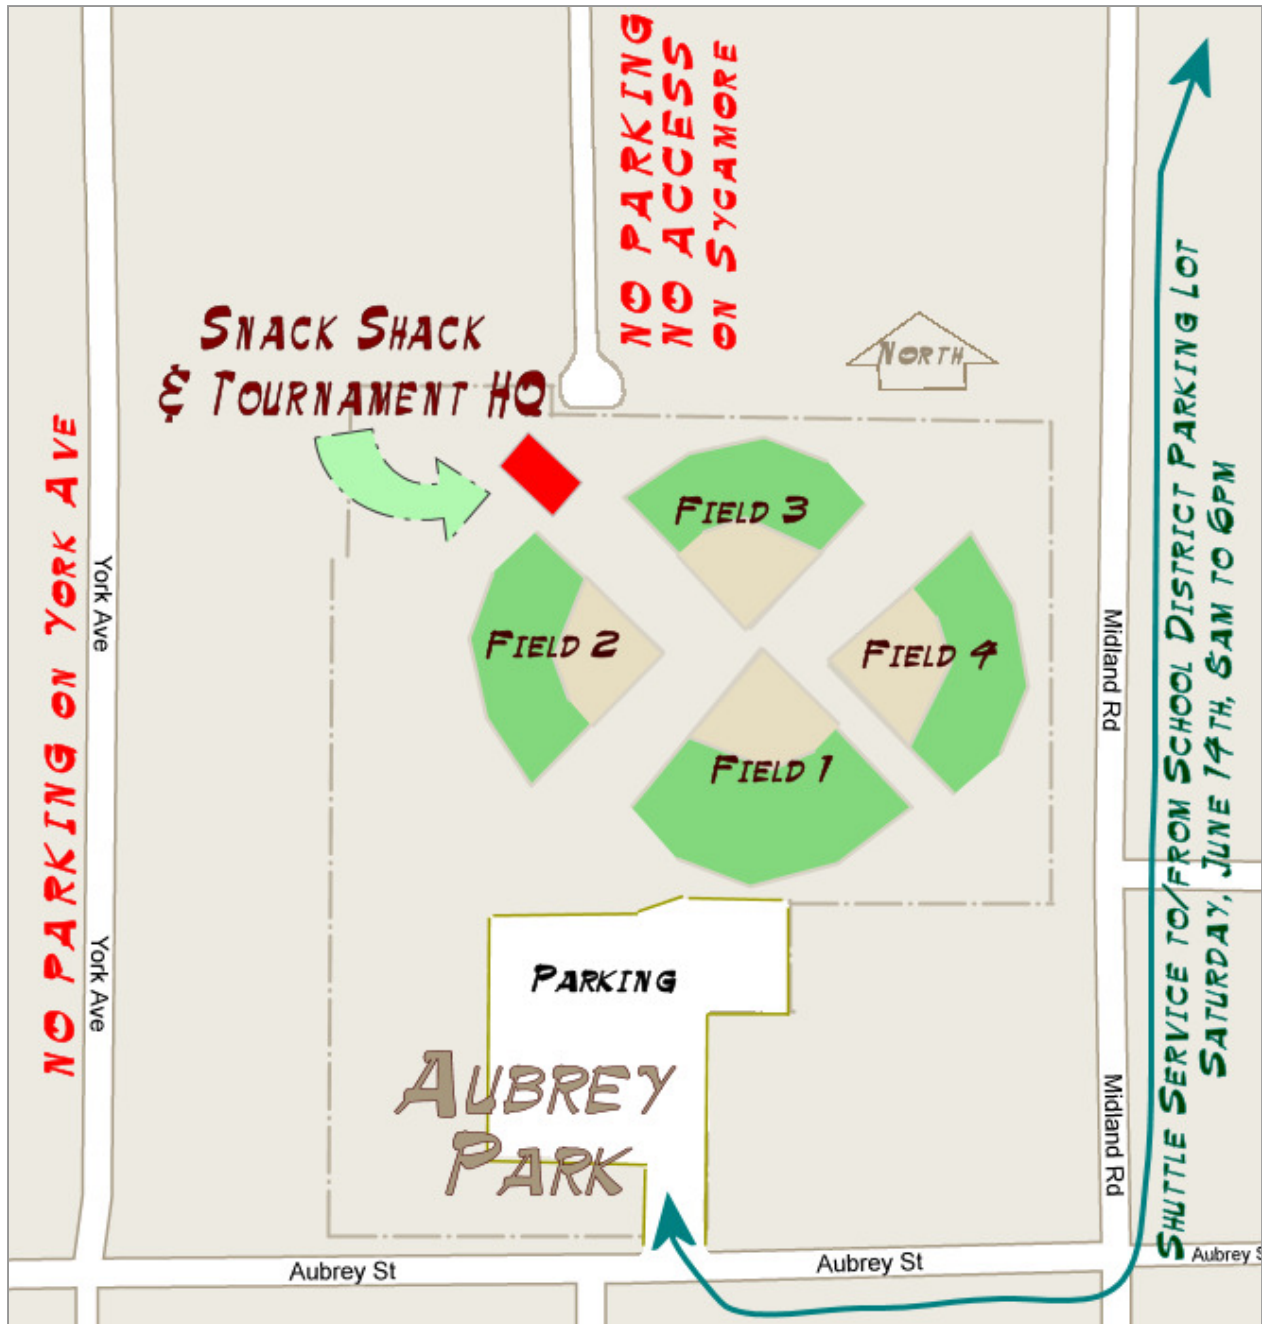 NO PARKING
NO ACCESS
ON SYCAMORE
SNACK SHACK
& TOURNAMENT HQ
NORTH
NO PARKING ON YORK AVE
York Ave
York Ave
FIELD 3
FIELD 2
FIELD 4
FIELD 1
Midland Rd
Midland Rd
SHUTTLE SERVICE TO/FROM SCHOOL DISTRICT PARKING LOT
SATURDAY, JUNE 14TH, 8AM TO 6PM
PARKING
AUBREY
PARK
Aubrey St
Aubrey St
Aubrey S